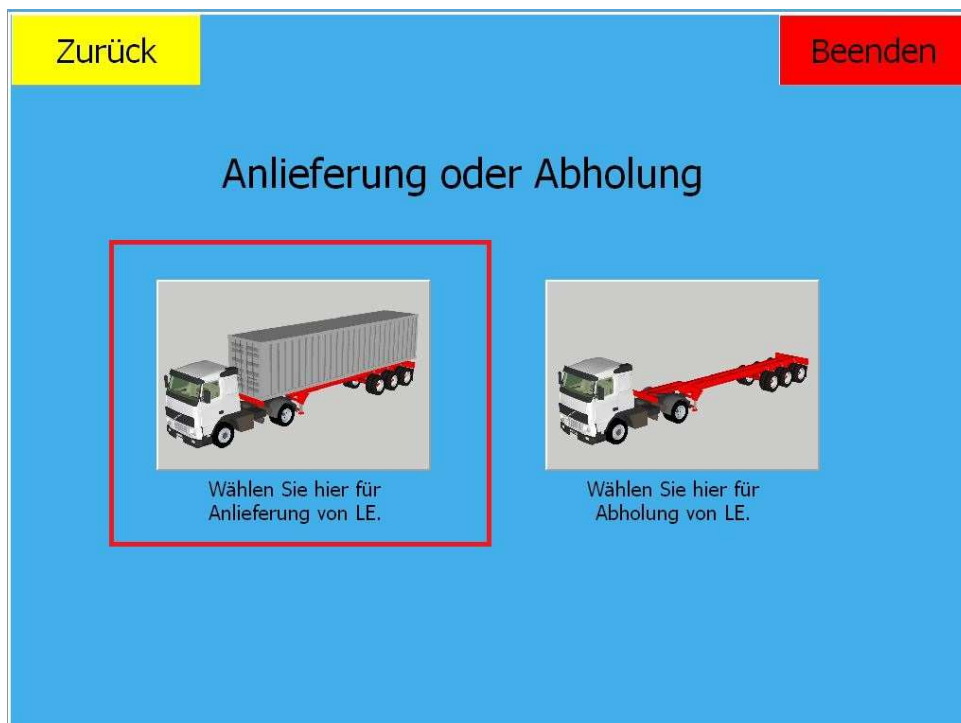 Zurück
Beenden
Anlieferung oder Abholung
Wählen Sie hier für
Anlieferung von LE.
Wählen Sie hier für
Abholung von LE.